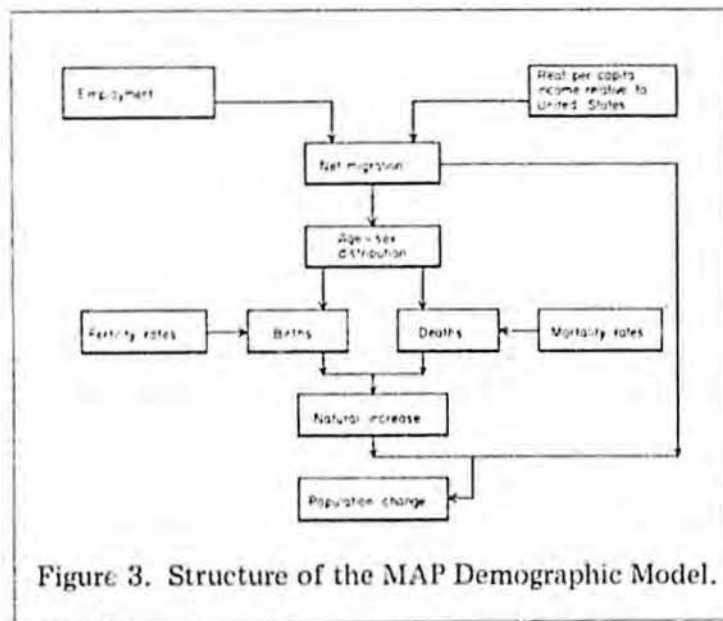 Employment
Real per capita
income relative to
United States
Net migration
Age-sex
distribution
Fertility rates
Births
Deaths
Mortality rates
Natural increase
Population change
Figure 3. Structure of the MAP Demographic Model.